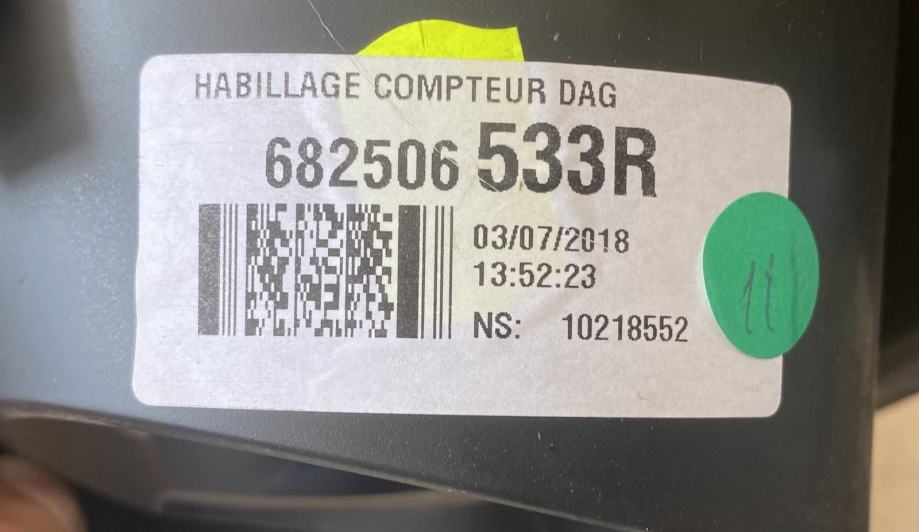 HABILLAGE COMPTEUR DAG
682506 533R
03/07/2018
13:52:23
NS: 10218552